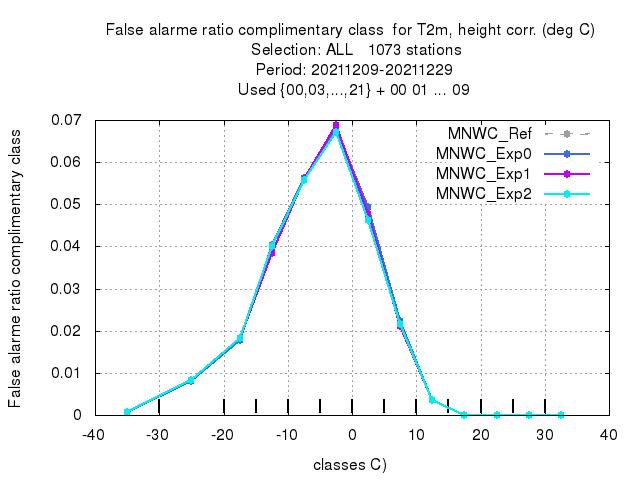 False alarme ratio complimentary class  for T2m, height corr. (deg C)
Selection: ALL   1073 stations
Period: 20211209-20211229
Used {00,03,...,21} + 00 01 ... 09
False alarme ratio complimentary class
0.07
0.06
0.05
0.04
0.03
0.02
0.01
0
MNWC_Ref
MNWC_Exp0
MNWC_Exp1
MNWC_Exp2
-40 -30 -20 -10 0 10 20 30 40
classes C)